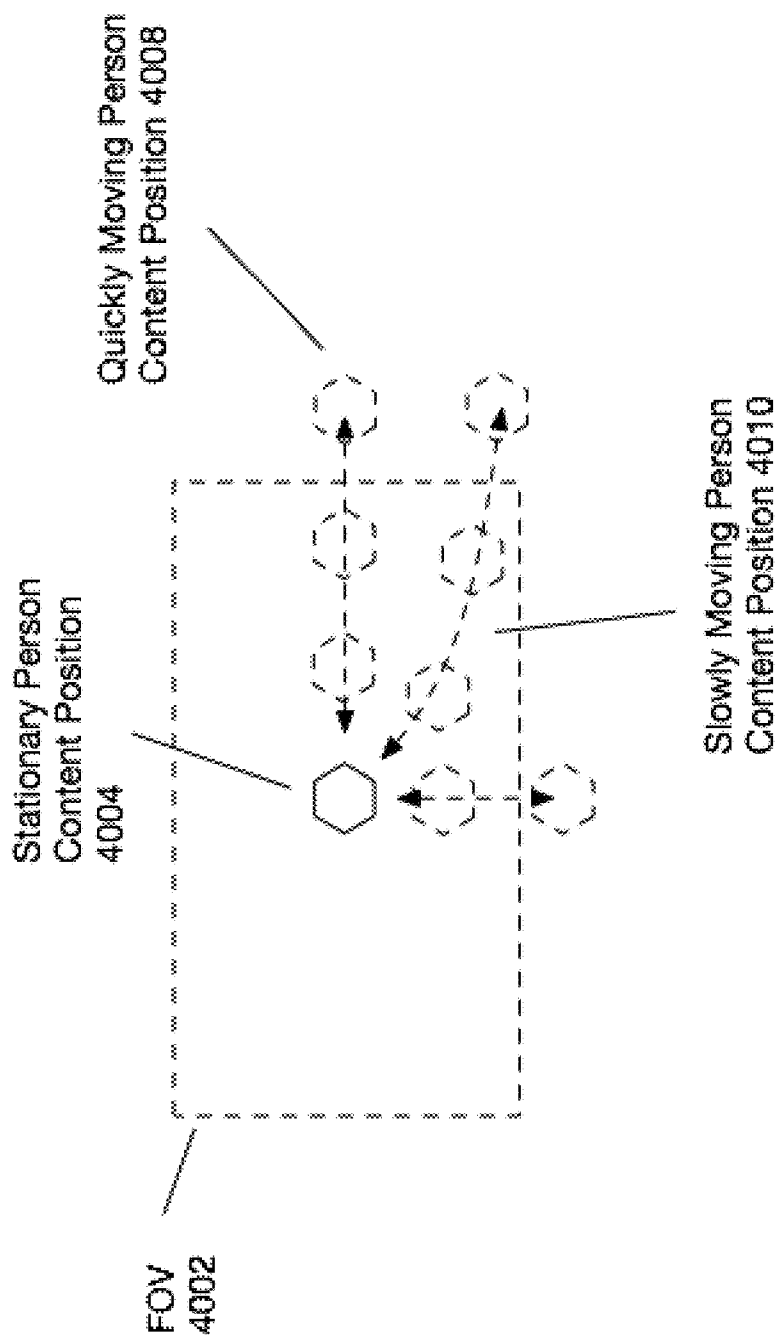 FOV
4002
Stationary Person
Content Position
4004
Quickly Moving Person
Content Position 4008
Slowly Moving Person
Content Position 4010